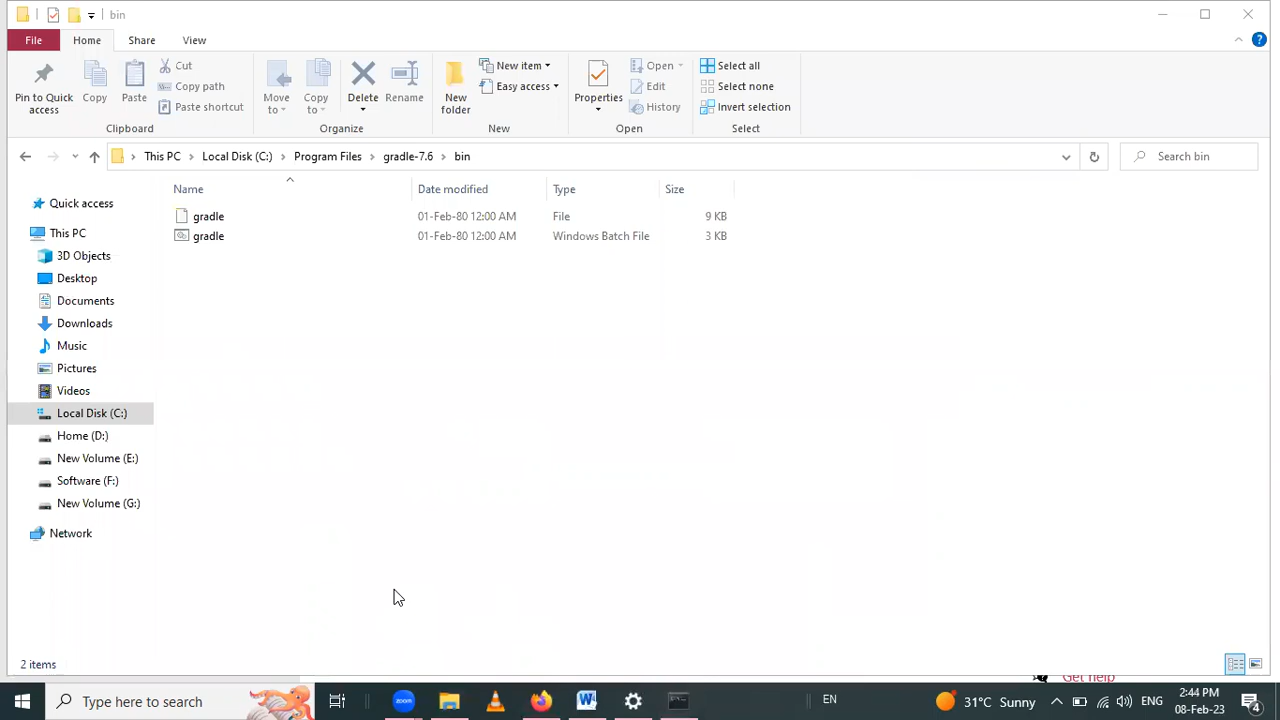 bin
File
Home
Share
View
Pin to Quick access
Copy
Paste
Cut
Copy path
Paste shortcut
Clipboard
Move to
Copy to
Delete
Rename
Organize
New folder
New item
Easy access
New
Properties
Open
Edit
History
Open
Select all
Select none
Invert selection
Select
This PC
Local Disk (C:)
Program Files
gradle-7.6
bin
Search bin
Name
Date modified
Type
Size
gradle 01-Feb-80 12:00 AM File 9 KB
gradle 01-Feb-80 12:00 AM Windows Batch File 3 KB
Quick access
This PC
3D Objects
Desktop
Documents
Downloads
Music
Pictures
Videos
Local Disk (C:)
Home (D:)
New Volume (E:)
Software (F:)
New Volume (G:)
Network
2 items
Get help
Type here to search
zoom
W
EN
31°C Sunny
ENG
2:44 PM
08-Feb-23
4